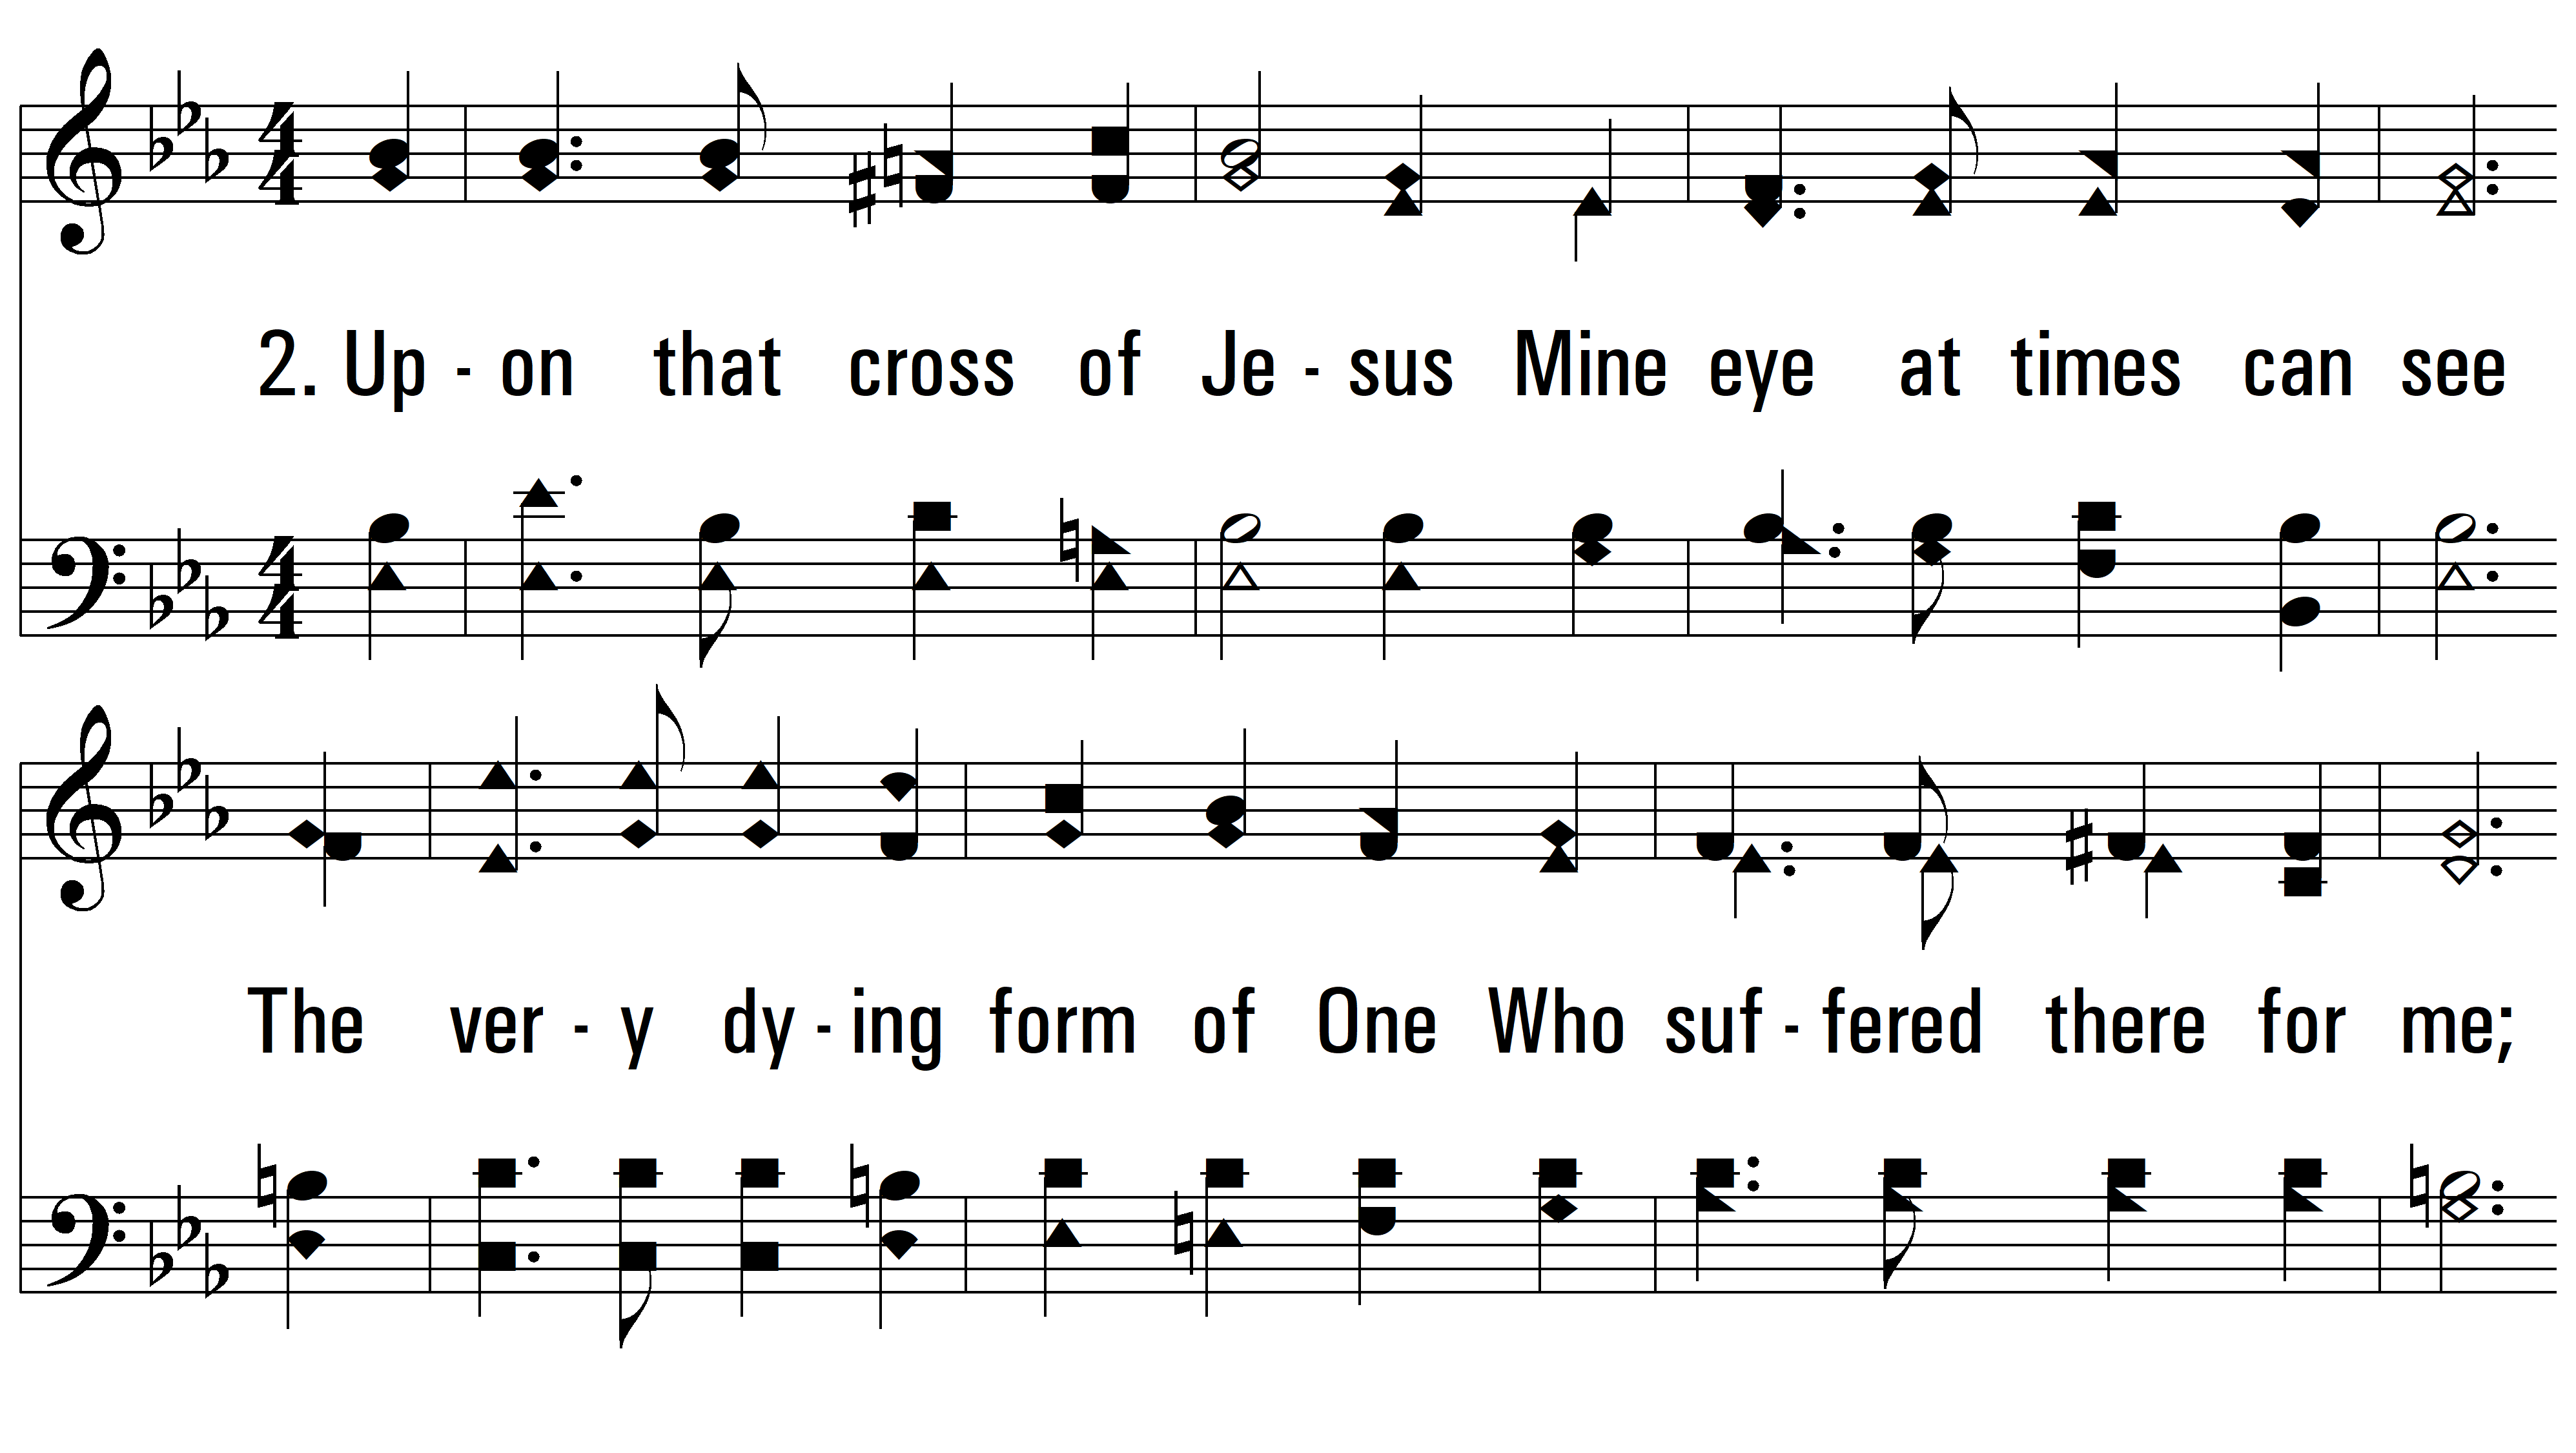 2. Up - on that cross of Je - sus Mine eye at times can see
The ver - y dy - ing form of One Who suf - fered there for me;